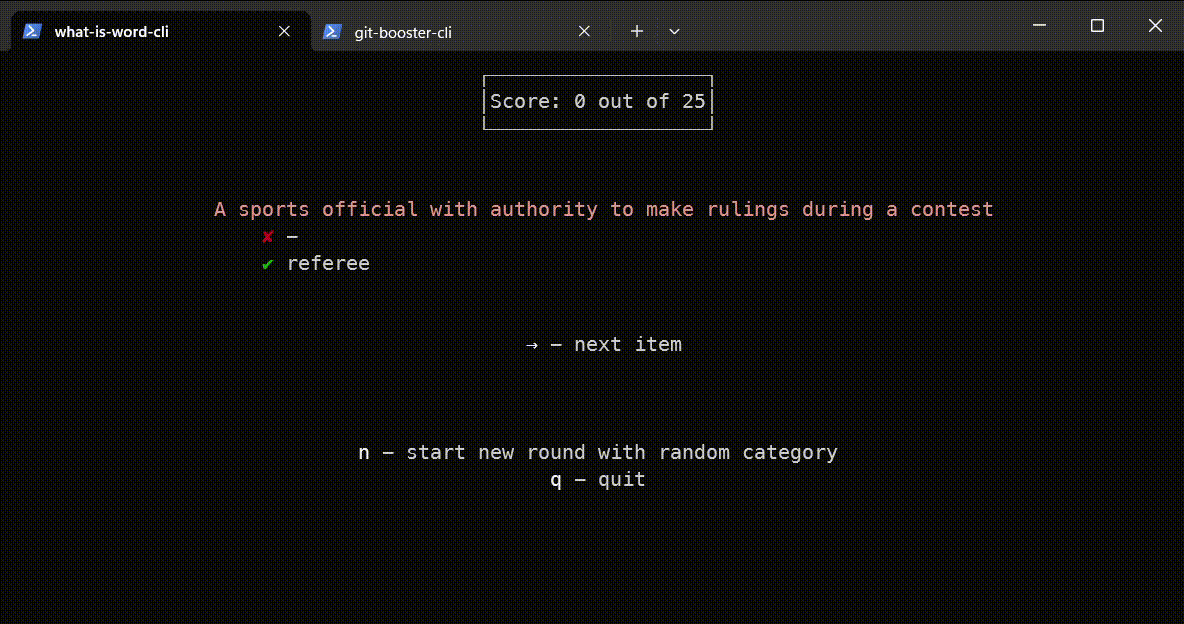 what-is-word-cli
git-booster-cli
Score: 0 out of 25
A sports official with authority to make rulings during a contest
✘ –
✔ referee
→ – next item
n – start new round with random category
q – quit